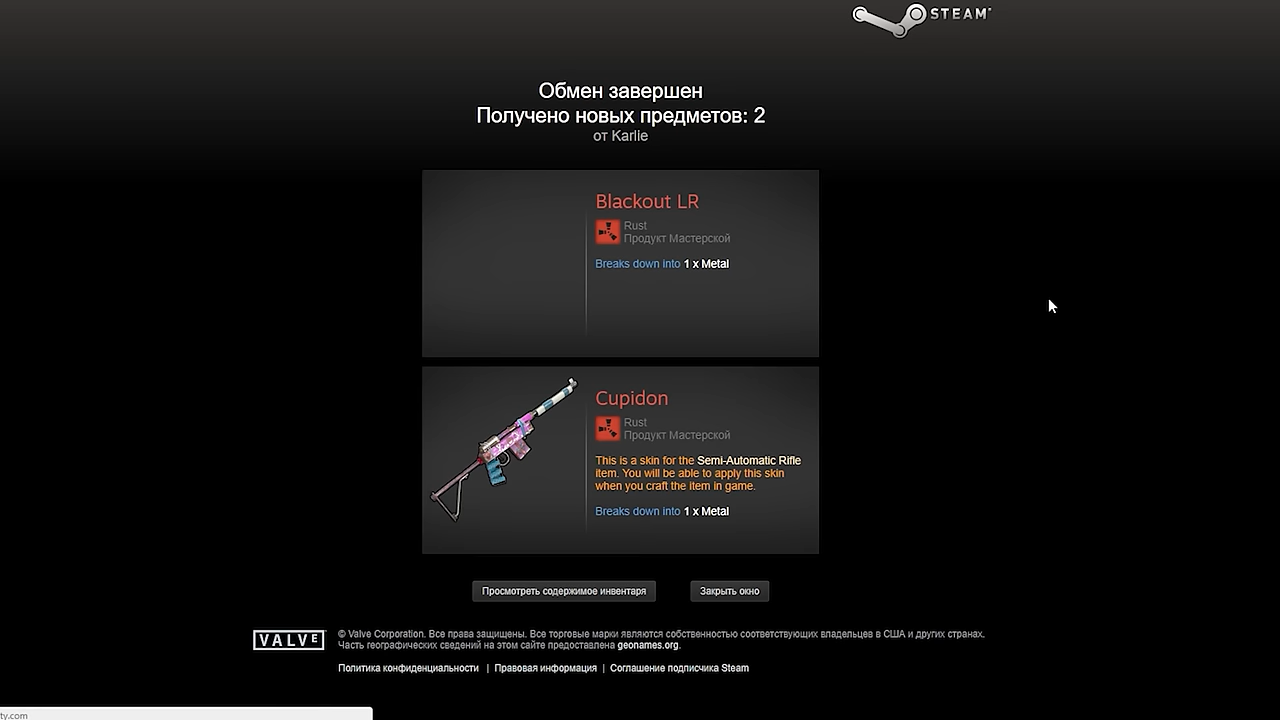 STEAM™
Обмен завершен
Получено новых предметов: 2
от Karlie
Blackout LR
Rust
Продукт Мастерской
Breaks down into 1 x Metal
Cupidon
Rust
Продукт Мастерской
This is a skin for the Semi-Automatic Rifle
item. You will be able to apply this skin
when you craft the item in game.
Breaks down into 1 x Metal
Просмотреть содержимое инвентаря Закрыть окно
VALVE
© Valve Corporation. Все права защищены. Все торговые марки являются собственностью соответствующих владельцев в США и других странах.
Часть географических сведений на этом сайте предоставлена geonames.org.
Политика конфиденциальности | Правовая информация | Соглашение подписчика Steam
ty.com